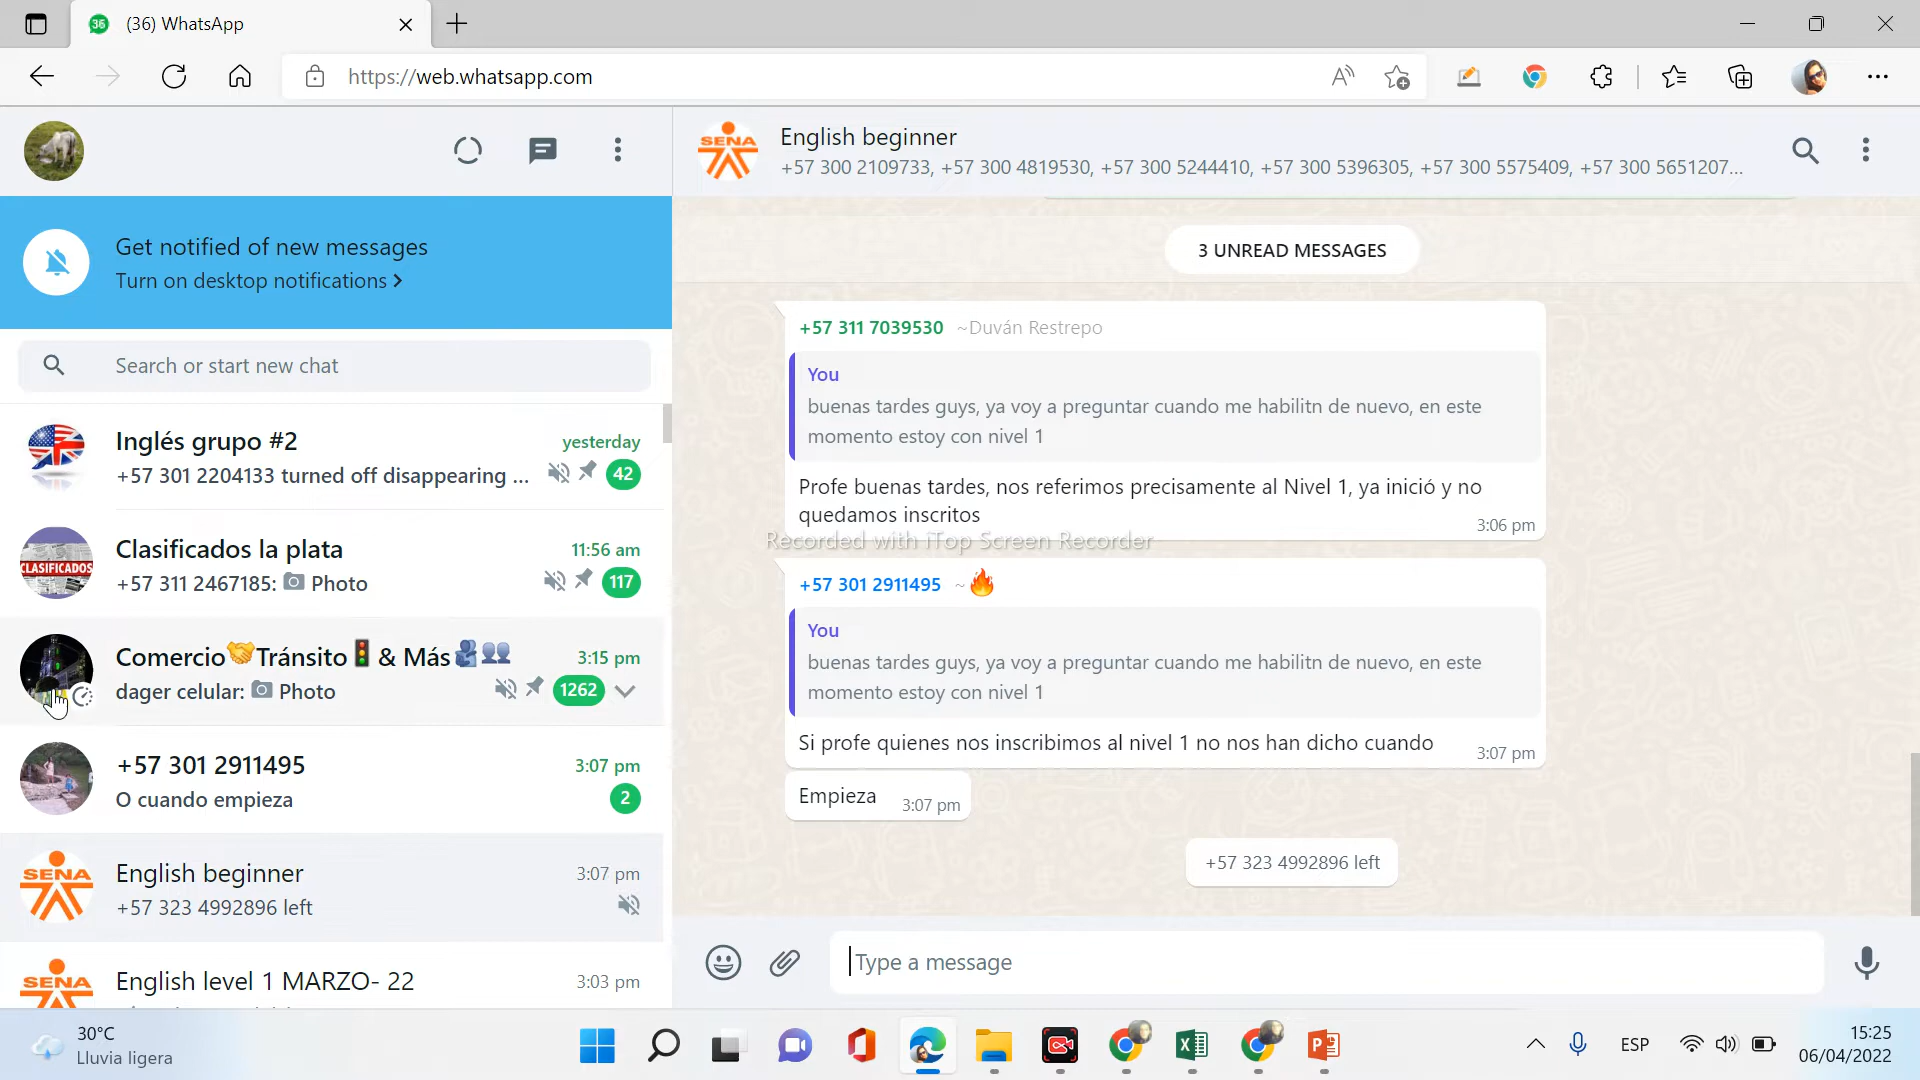 36
(36) WhatsApp
https://web.whatsapp.com
Get notified of new messages
Turn on desktop notifications
Search or start new chat
Inglés grupo #2
yesterday
+57 301 2204133 turned off disappearing ...
42
CLASIFICADOS
Clasificados la plata
11:56 am
+57 311 2467185: Photo
117
Comercio🤝Tránsito🚦& Más🫂👥
3:15 pm
dager celular: Photo
1262
+57 301 2911495
3:07 pm
O cuando empieza
2
SENA
English beginner
3:07 pm
+57 323 4992896 left
SENA
English level 1 MARZO- 22
3:03 pm
SENA
English beginner
+57 300 2109733, +57 300 4819530, +57 300 5244410, +57 300 5396305, +57 300 5575409, +57 300 5651207...
3 UNREAD MESSAGES
+57 311 7039530 ~Duván Restrepo
You
buenas tardes guys, ya voy a preguntar cuando me habilitn de nuevo, en este
momento estoy con nivel 1
Profe buenas tardes, nos referimos precisamente al Nivel 1, ya inició y no
quedamos inscritos
3:06 pm
Recorded with iTop Screen Recorder
+57 301 2911495 ~🔥
You
buenas tardes guys, ya voy a preguntar cuando me habilitn de nuevo, en este
momento estoy con nivel 1
Si profe quienes nos inscribimos al nivel 1 no nos han dicho cuando
3:07 pm
Empieza
3:07 pm
+57 323 4992896 left
Type a message
30°C
Lluvia ligera
ESP
15:25
06/04/2022